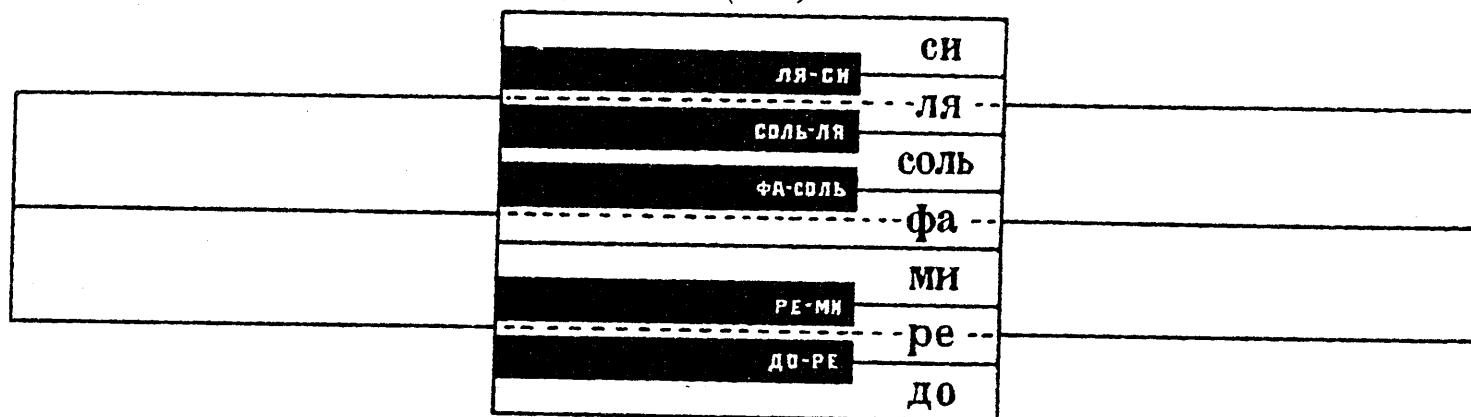 си
ЛЯ-СИ
ля
СОЛЬ-ЛЯ
соль
ФА-СОЛЬ
фа
ми
РЕ-МИ
ре
ДО-РЕ
до